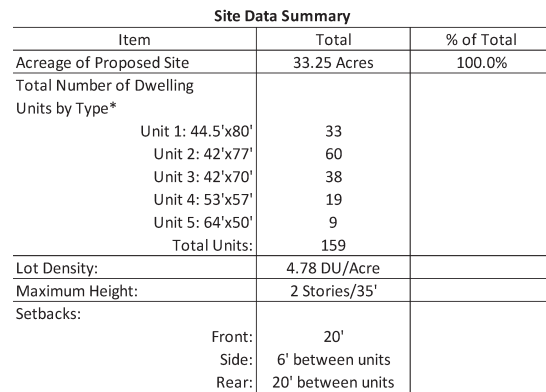 Site Data Summary
Item Total % of Total
Acreage of Proposed Site 33.25 Acres 100.0%
Total Number of Dwelling
Units by Type*
Unit 1: 44.5'x80' 33
Unit 2: 42'x77' 60
Unit 3: 42'x70' 38
Unit 4: 53'x57' 19
Unit 5: 64'x50' 9
Total Units: 159
Lot Density: 4.78 DU/Acre
Maximum Height: 2 Stories/35'
Setbacks:
Front: 20'
Side: 6' between units
Rear: 20' between units